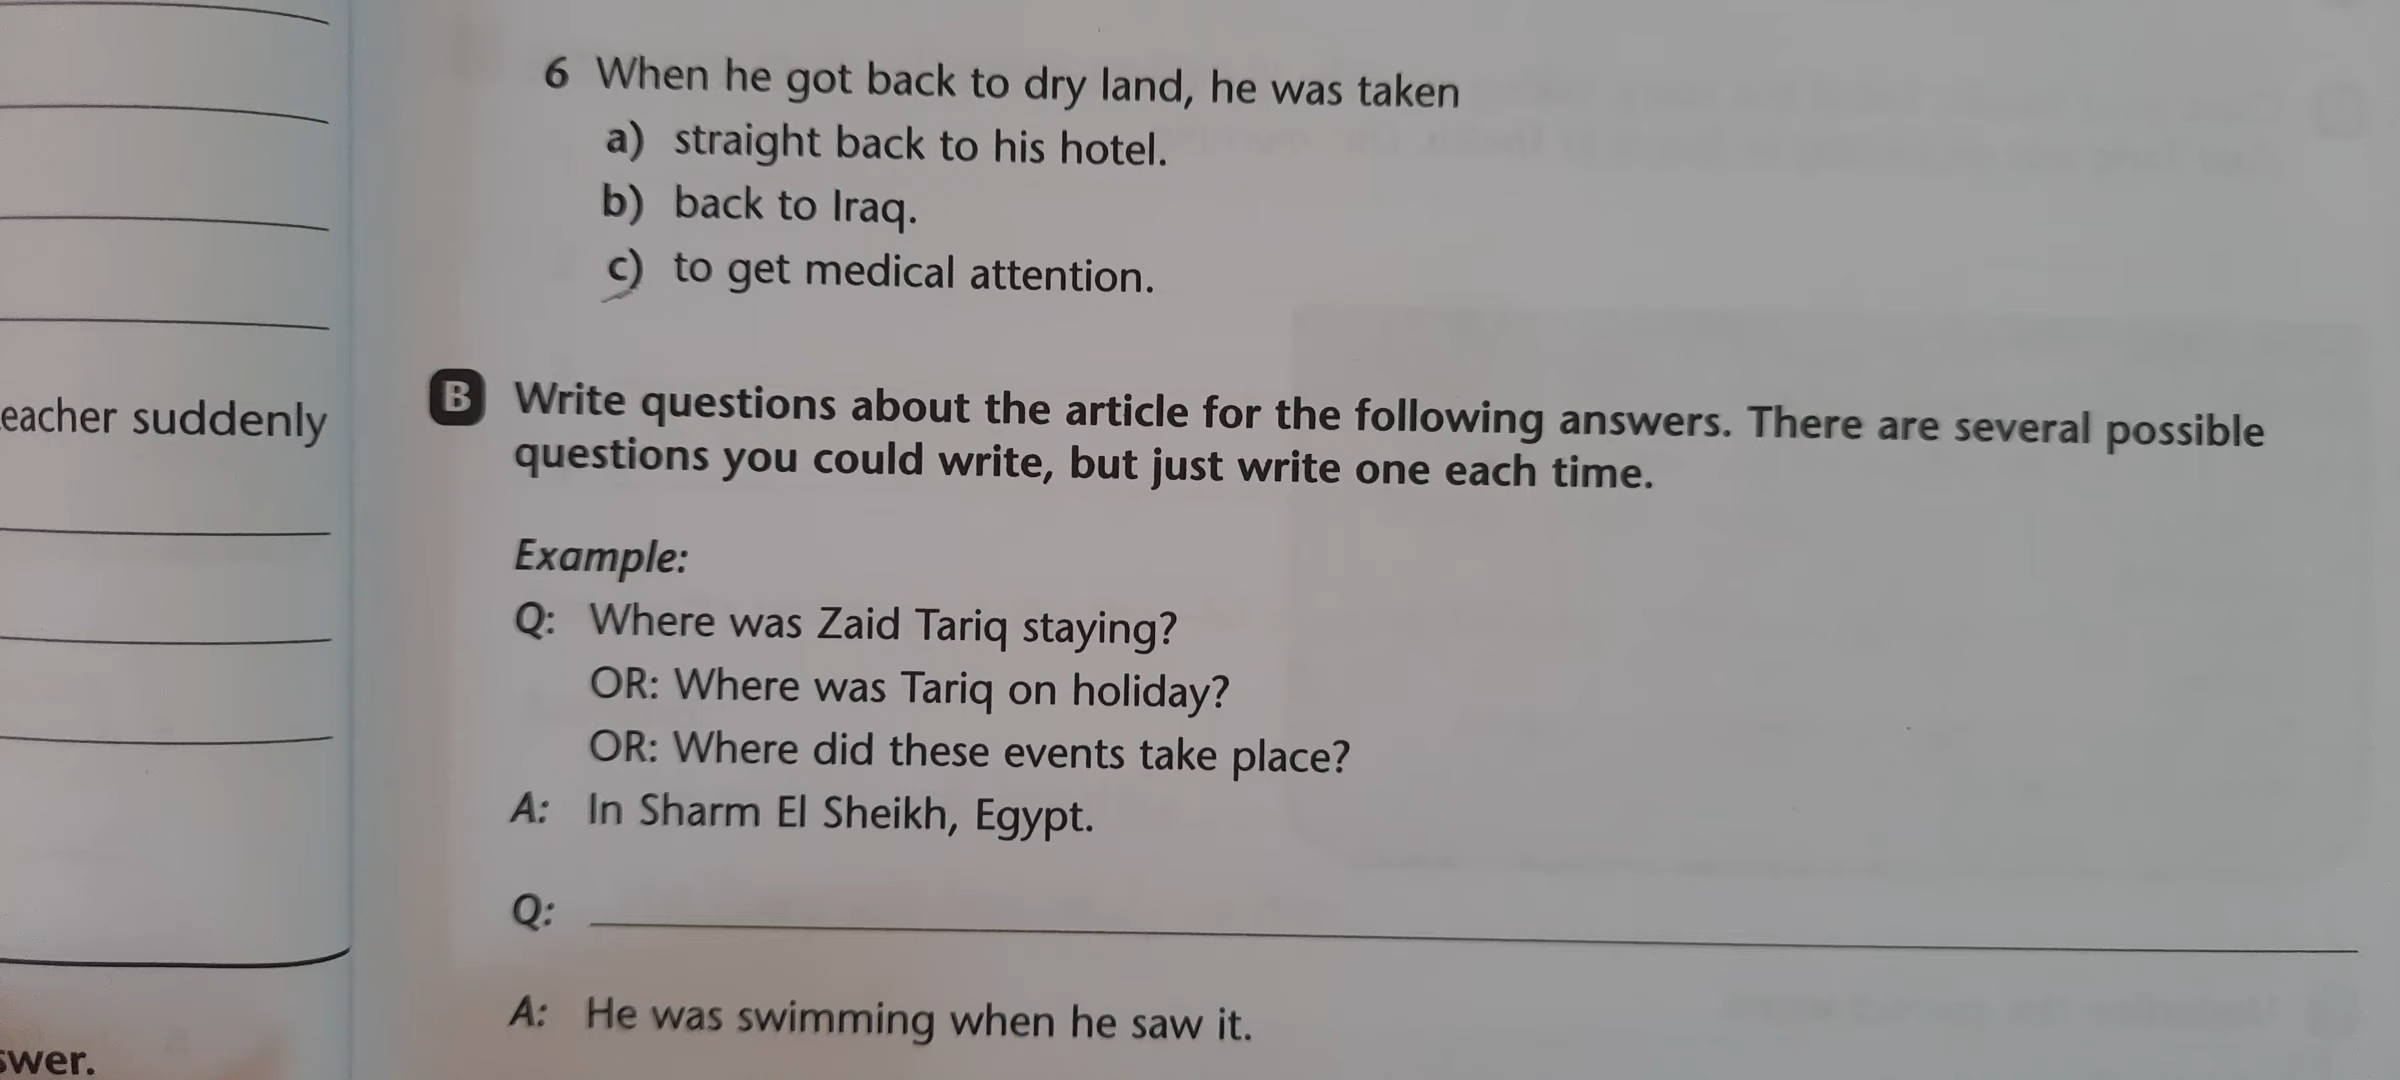 6 When he got back to dry land, he was taken
a) straight back to his hotel.
b) back to Iraq.
c) to get medical attention.
eacher suddenly
B Write questions about the article for the following answers. There are several possible
questions you could write, but just write one each time.
Example:
Q: Where was Zaid Tariq staying?
OR: Where was Tariq on holiday?
OR: Where did these events take place?
A: In Sharm El Sheikh, Egypt.
Q:
A: He was swimming when he saw it.
swer.